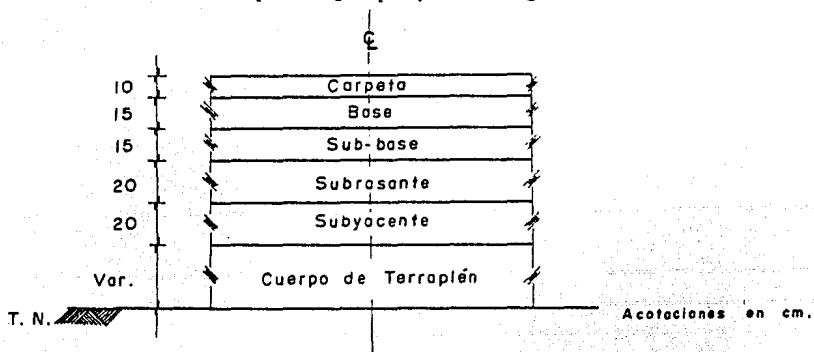 ℄
10 Carpeta
15 Base
15 Sub-base
20 Subrasante
20 Subyacente
Var. Cuerpo de Terraplén
T. N.
Acotaciones en cm.